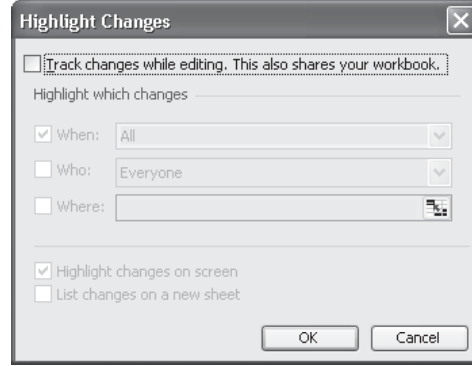 Highlight Changes
Track changes while editing. This also shares your workbook.
Highlight which changes
When: All
Who: Everyone
Where:
Highlight changes on screen
List changes on a new sheet
OK Cancel